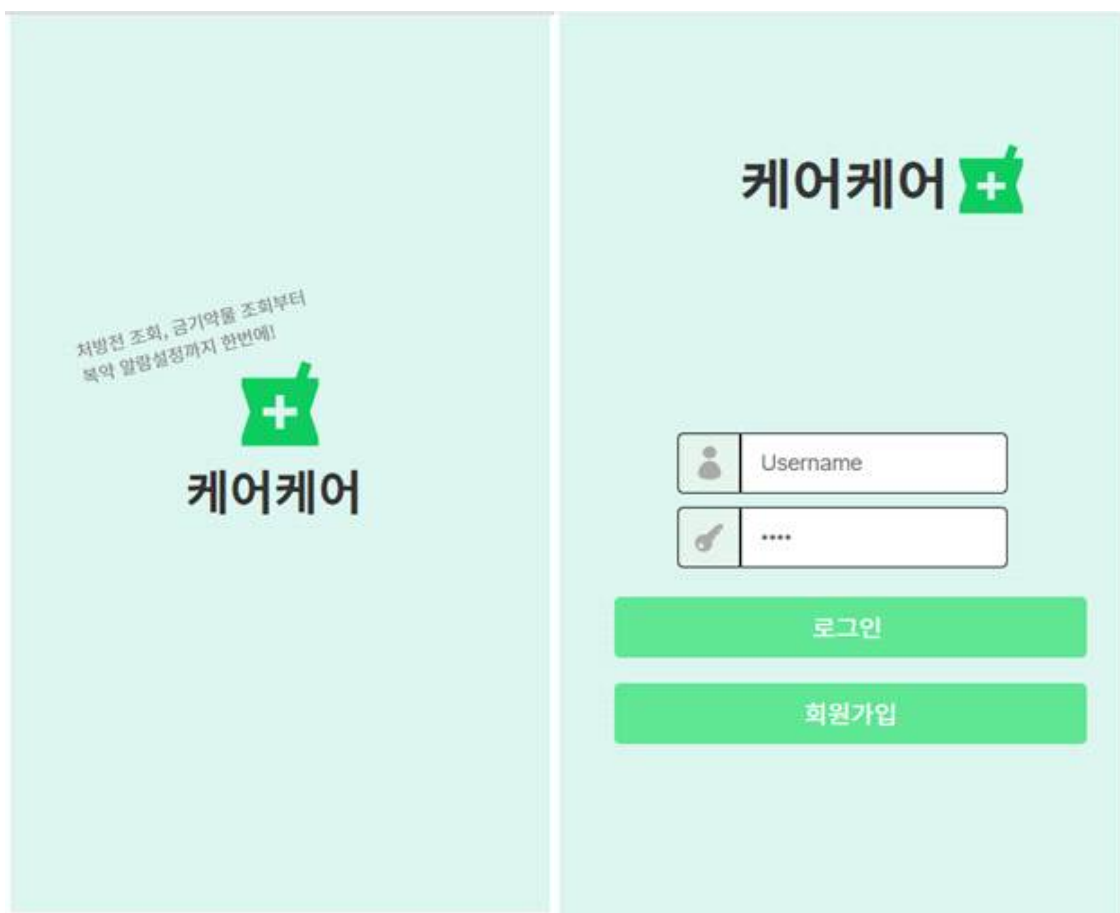 처방전 조회, 금기약물 조회부터
복약 알람설정까지 한번에!
케어케어
케어케어
Username
••••
로그인
회원가입